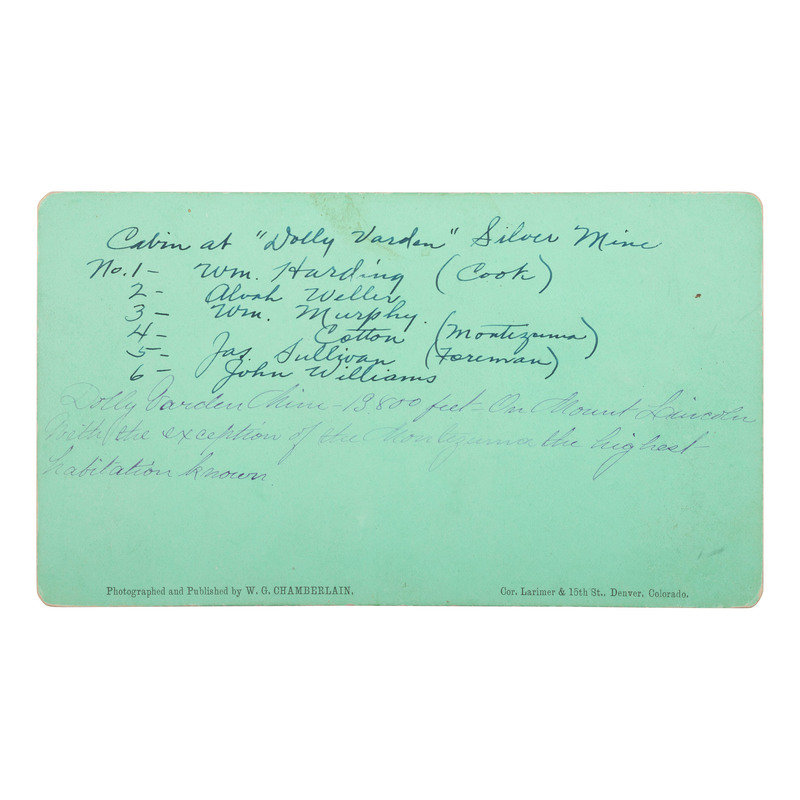 Cabin at "Dolly Varden" Silver Mine
No. 1 - Wm. Harding (Cook)
2 - Alvah Weller
3 - Wm. Murphy.
4 - Cotton (Montezuma)
5 - Jas. Sullivan (Foreman)
6 - John Williams
Dolly Varden Mine - 13800 feet - On Mount Lincoln
With the exception of the Montezuma the highest
habitation known.
Photographed and Published by W. G. CHAMBERLAIN, Cor. Larimer & 15th St., Denver, Colorado.